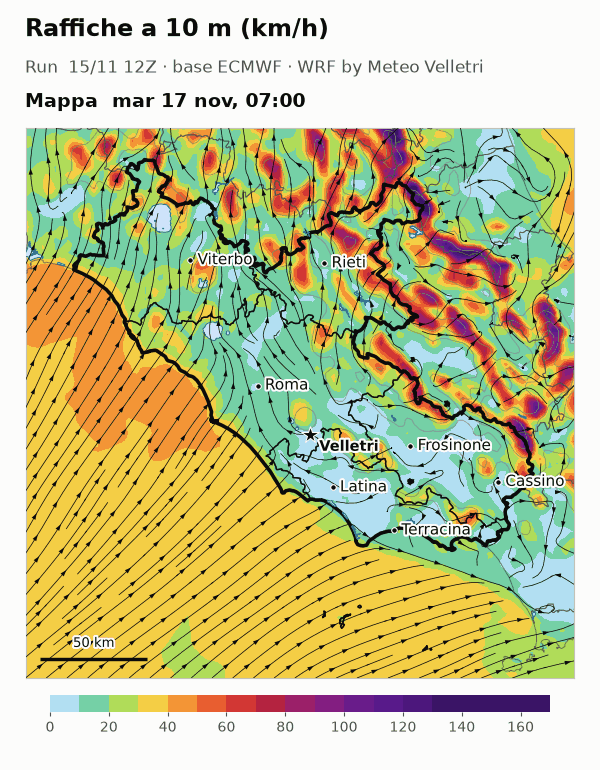 Raffiche a 10 m (km/h)
Run  15/11 12Z · base ECMWF · WRF by Meteo Velletri
Mappa  mar 17 nov, 07:00
Viterbo
Rieti
Roma
Velletri
Frosinone
Latina
Cassino
Terracina
50 km
0 20 40 60 80 100 120 140 160